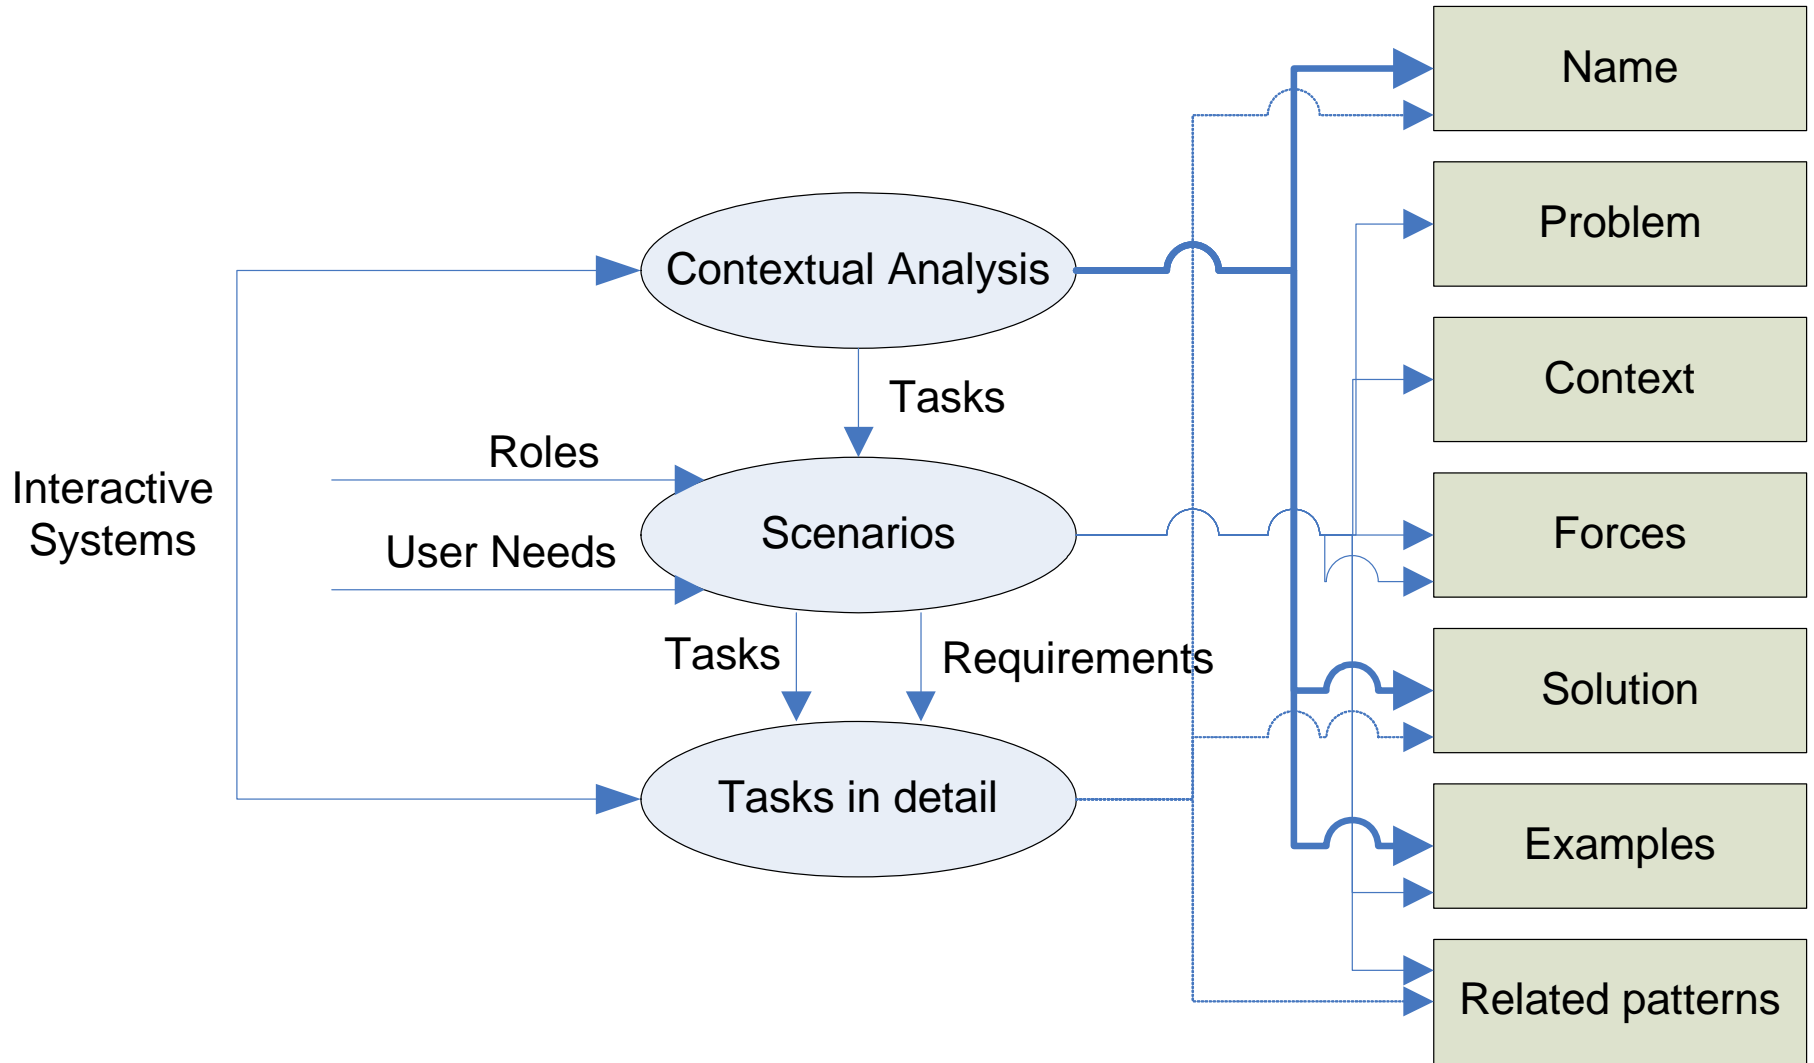 Name
Problem
Contextual Analysis
Context
Tasks
Roles
Interactive
Systems
Scenarios
Forces
User Needs
Tasks
Requirements
Solution
Tasks in detail
Examples
Related patterns